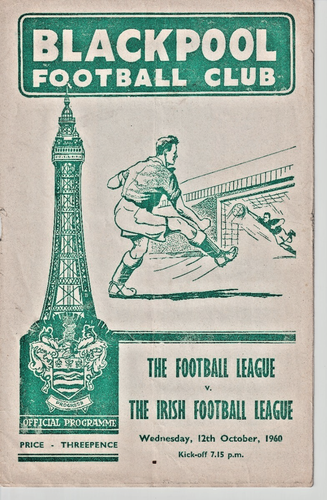 BLACKPOOL
FOOTBALL CLUB
PROGRESS
OFFICIAL PROGRAMME
PRICE - THREEPENCE
THE FOOTBALL LEAGUE
v.
THE IRISH FOOTBALL LEAGUE
Wednesday, 12th October, 1960
Kick-off 7.15 p.m.